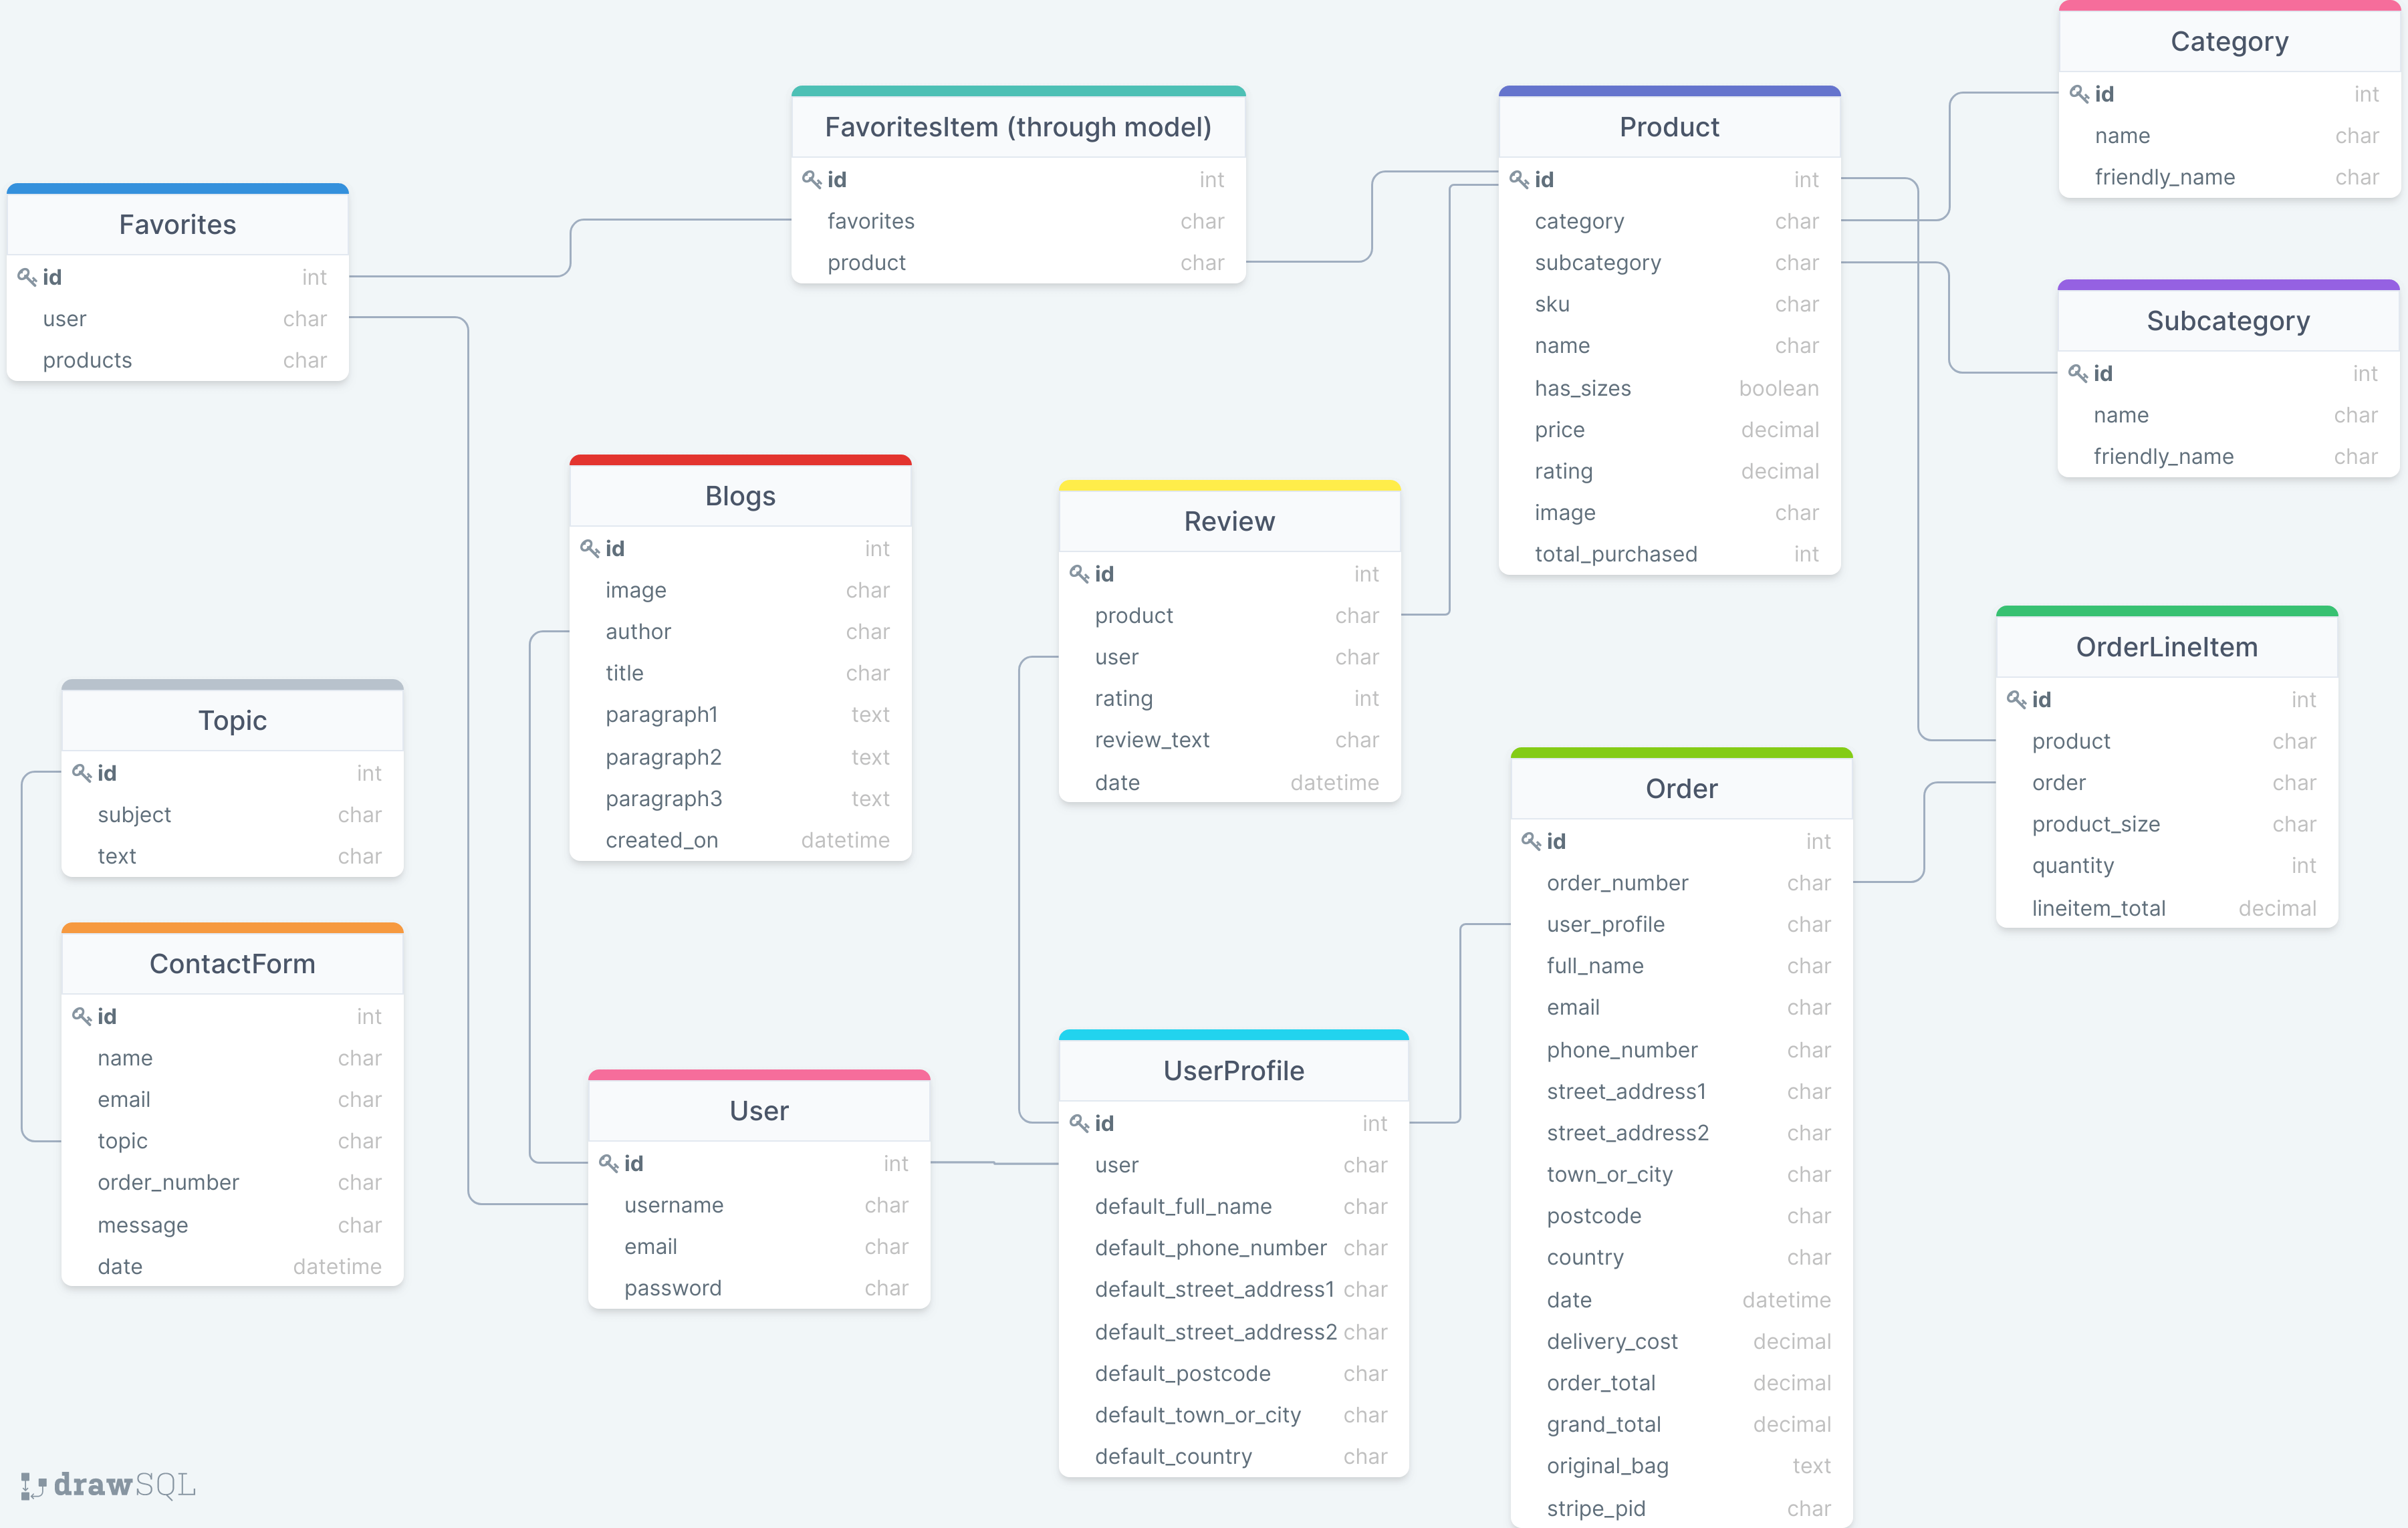 Category
id int
name char
friendly_name char
FavoritesItem (through model)
id int
favorites char
product char
Product
id int
category char
subcategory char
sku char
name char
has_sizes boolean
price decimal
rating decimal
image char
total_purchased int
Favorites
id int
user char
products char
Subcategory
id int
name char
friendly_name char
Blogs
id int
image char
author char
title char
paragraph1 text
paragraph2 text
paragraph3 text
created_on datetime
Review
id int
product char
user char
rating int
review_text char
date datetime
OrderLineItem
id int
product char
order char
product_size char
quantity int
lineitem_total decimal
Topic
id int
subject char
text char
Order
id int
order_number char
user_profile char
full_name char
email char
phone_number char
street_address1 char
street_address2 char
town_or_city char
postcode char
country char
date datetime
delivery_cost decimal
order_total decimal
grand_total decimal
original_bag text
stripe_pid char
ContactForm
id int
name char
email char
topic char
order_number char
message char
date datetime
User
id int
username char
email char
password char
UserProfile
id int
user char
default_full_name char
default_phone_number char
default_street_address1 char
default_street_address2 char
default_postcode char
default_town_or_city char
default_country char
drawSQL